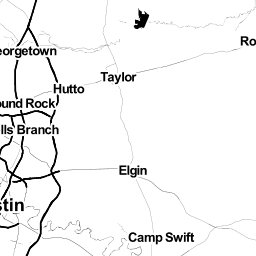 Ro
eorgetown
Taylor
Hutto
ound Rock
lls Branch
Elgin
stin
Camp Swift